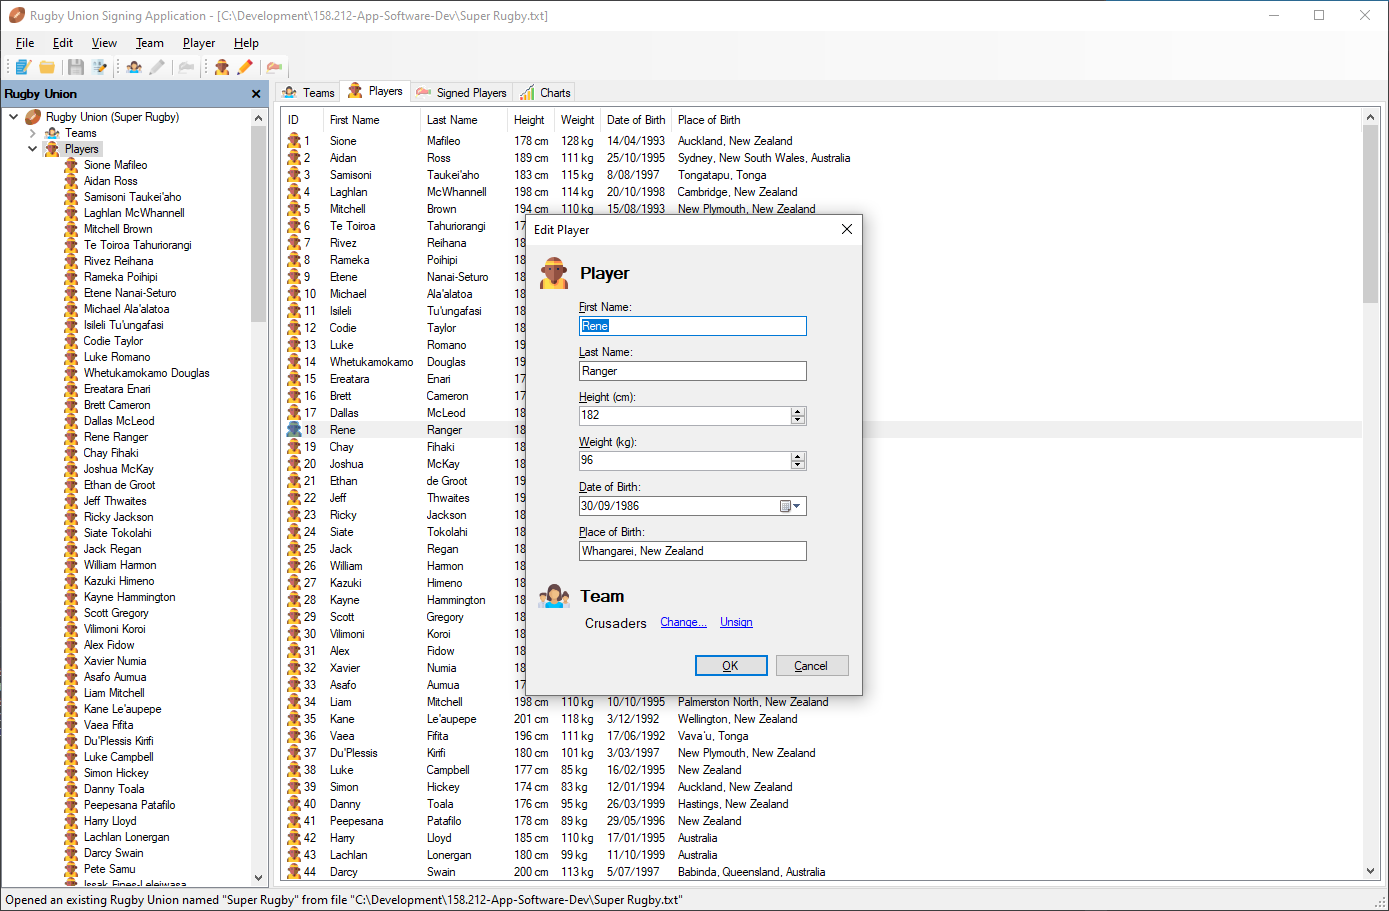 Rugby Union Signing Application - [C:\Development\158.212-App-Software-Dev\Super Rugby.txt]
File Edit View Team Player Help
Rugby Union
Rugby Union (Super Rugby)
Teams
Players
Sione Mafileo
Aidan Ross
Samisoni Taukei'aho
Laghlan McWhannell
Mitchell Brown
Te Toiroa Tahuriorangi
Rivez Reihana
Rameka Poihipi
Etene Nanai-Seturo
Michael Ala'alatoa
Isileli Tu'ungafasi
Codie Taylor
Luke Romano
Whetukamokamo Douglas
Ereatara Enari
Brett Cameron
Dallas McLeod
Rene Ranger
Chay Fihaki
Joshua McKay
Ethan de Groot
Jeff Thwaites
Ricky Jackson
Siate Tokolahi
Jack Regan
William Harmon
Kazuki Himeno
Kayne Hammington
Scott Gregory
Vilimoni Koroi
Alex Fidow
Xavier Numia
Asafo Aumua
Liam Mitchell
Kane Le'aupepe
Vaea Fifita
Du'Plessis Kirifi
Luke Campbell
Simon Hickey
Danny Toala
Peepesana Patafilo
Harry Lloyd
Lachlan Lonergan
Darcy Swain
Pete Samu
Issak Fines-Leleiwasa
Teams Players Signed Players Charts
ID First Name Last Name Height Weight Date of Birth Place of Birth
1 Sione Mafileo 178 cm 128 kg 14/04/1993 Auckland, New Zealand
2 Aidan Ross 189 cm 111 kg 25/10/1995 Sydney, New South Wales, Australia
3 Samisoni Taukei'aho 183 cm 115 kg 8/08/1997 Tongatapu, Tonga
4 Laghlan McWhannell 198 cm 114 kg 20/10/1998 Cambridge, New Zealand
5 Mitchell Brown 194 cm 110 kg 15/08/1993 New Plymouth, New Zealand
6 Te Toiroa Tahuriorangi 17
7 Rivez Reihana 18
8 Rameka Poihipi 18
9 Etene Nanai-Seturo 18
10 Michael Ala'alatoa 18
11 Isileli Tu'ungafasi 18
12 Codie Taylor 18
13 Luke Romano 19
14 Whetukamokamo Douglas 19
15 Ereatara Enari 17
16 Brett Cameron 17
17 Dallas McLeod 18
18 Rene Ranger 18
19 Chay Fihaki 18
20 Joshua McKay 18
21 Ethan de Groot 19
22 Jeff Thwaites 19
23 Ricky Jackson 18
24 Siate Tokolahi 18
25 Jack Regan 18
26 William Harmon 18
27 Kazuki Himeno 18
28 Kayne Hammington 18
29 Scott Gregory 18
30 Vilimoni Koroi 18
31 Alex Fidow 18
32 Xavier Numia 18
33 Asafo Aumua 17
34 Liam Mitchell 198 cm 110 kg 10/10/1995 Palmerston North, New Zealand
35 Kane Le'aupepe 201 cm 118 kg 3/12/1992 Wellington, New Zealand
36 Vaea Fifita 196 cm 111 kg 17/06/1992 Vava'u, Tonga
37 Du'Plessis Kirifi 180 cm 101 kg 3/03/1997 New Plymouth, New Zealand
38 Luke Campbell 177 cm 85 kg 16/02/1995 New Zealand
39 Simon Hickey 174 cm 83 kg 12/01/1994 Auckland, New Zealand
40 Danny Toala 176 cm 95 kg 26/03/1999 Hastings, New Zealand
41 Peepesana Patafilo 178 cm 89 kg 29/05/1996 New Zealand
42 Harry Lloyd 185 cm 110 kg 17/01/1995 Australia
43 Lachlan Lonergan 180 cm 99 kg 11/10/1999 Australia
44 Darcy Swain 200 cm 113 kg 5/07/1997 Babinda, Queensland, Australia
Edit Player
Player
First Name:
Rene
Last Name:
Ranger
Height (cm):
182
Weight (kg):
96
Date of Birth:
30/09/1986
Place of Birth:
Whangarei, New Zealand
Team
Crusaders Change... Unsign
OK Cancel
Opened an existing Rugby Union named "Super Rugby" from file "C:\Development\158.212-App-Software-Dev\Super Rugby.txt"